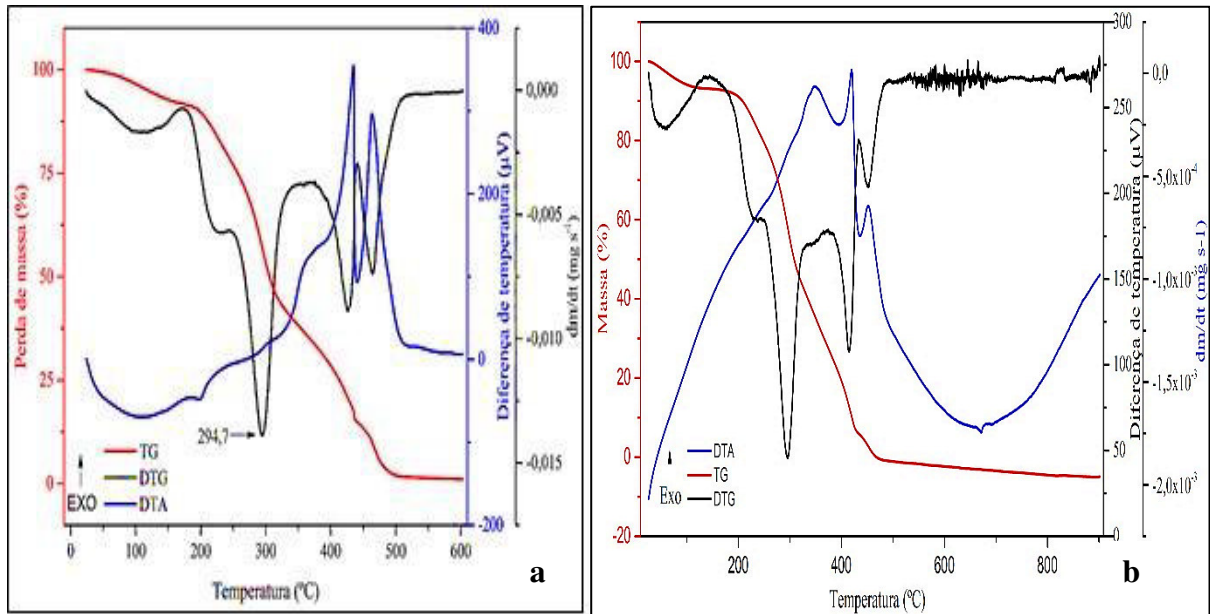 400
100
75
50
25
0
Perda de massa (%)
0,000
-0,005
-0,010
-0,015
dm/dt (mg s⁻¹)
200
0
-200
Diferença de temperatura (µV)
294,7
TG
DTG
DTA
EXO
0 100 200 300 400 500 600
Temperatura (ºC)
a
300
250
200
150
100
50
0
Diferença de temperatura (µV)
0,0
-5,0x10⁻⁴
-1,0x10⁻³
-1,5x10⁻³
-2,0x10⁻³
dm/dt (mg s-1)
100
80
60
40
20
0
-20
Massa (%)
DTA
TG
DTG
Exo
200 400 600 800
Temperatura (ºC)
b